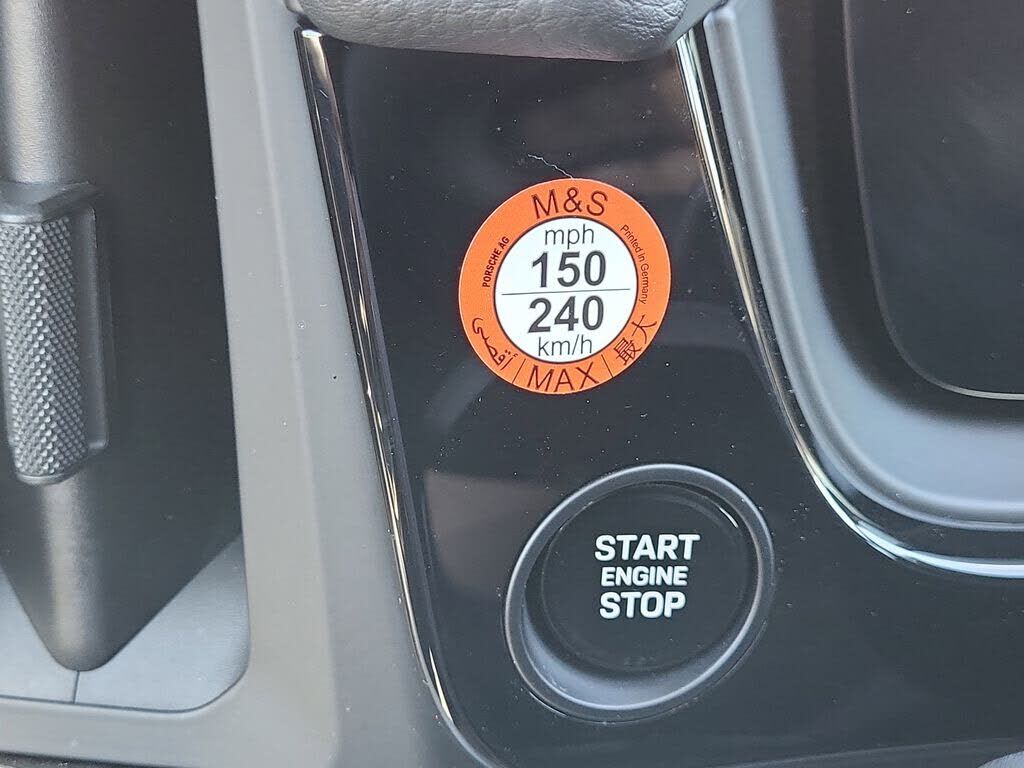 M&S
PORSCHE AG
Printed in Germany
mph
150
240
km/h
أقصى | MAX | 最大
START
ENGINE
STOP